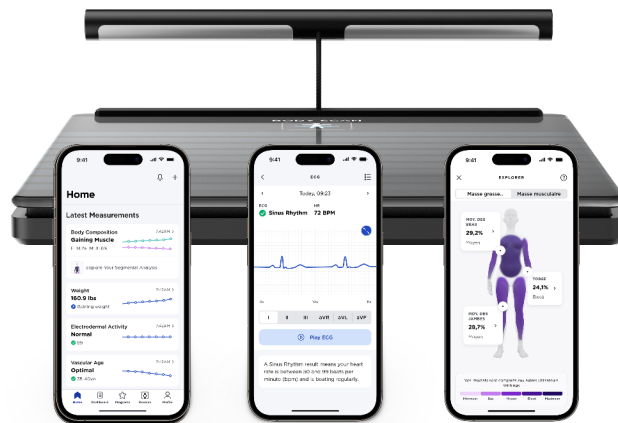 BODY SCAN
9:41
Home
Latest Measurements
Body Composition
Gaining Muscle
Explore Your Segmental Analysis
Weight
160.9 lbs
Gaining weight
Electrodermal Activity
Normal
Vascular Age
Optimal
Home
9:41
ECG
Today, 09:23
ECG
Sinus Rhythm
HR
72 BPM
I
II
III
aVR
aVL
aVF
Play ECG
A Sinus Rhythm result means your heart
rate is between 50 and 99 beats per
minute (bpm) and is beating regularly.
9:41
EXPLORER
Masse grasse..
Masse musculaire
MOY. DES
BRAS
29,2%
Moyen
TORSE
24,1%
Élevé
MOY. DES
JAMBES
28,7%
Moyen